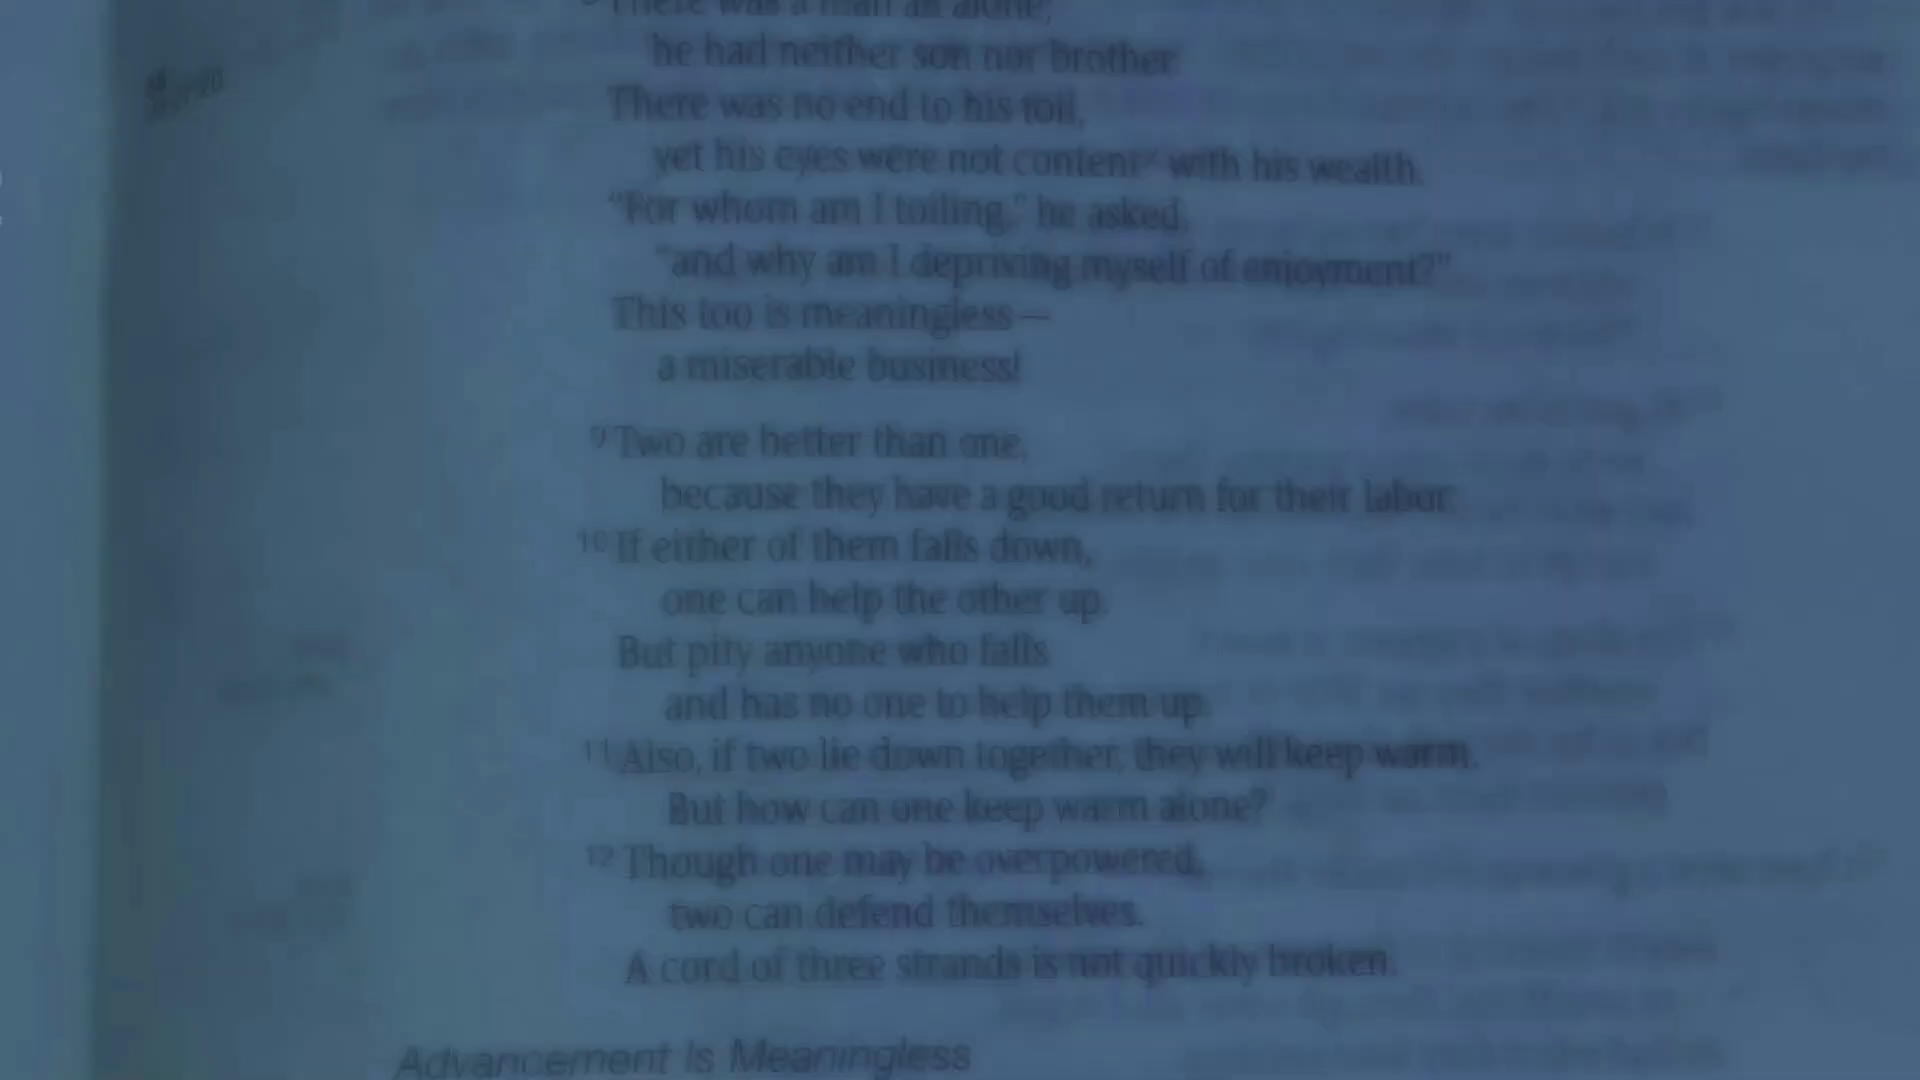 There was a man all alone;
he had neither son nor brother.
There was no end to his toil,
yet his eyes were not content with his wealth.
“For whom am I toiling,” he asked,
“and why am I depriving myself of enjoyment?”
This too is meaningless—
a miserable business!
9 Two are better than one,
because they have a good return for their labor:
10 If either of them falls down,
one can help the other up.
But pity anyone who falls
and has no one to help them up.
11 Also, if two lie down together, they will keep warm.
But how can one keep warm alone?
12 Though one may be overpowered,
two can defend themselves.
A cord of three strands is not quickly broken.
Advancement Is Meaningless